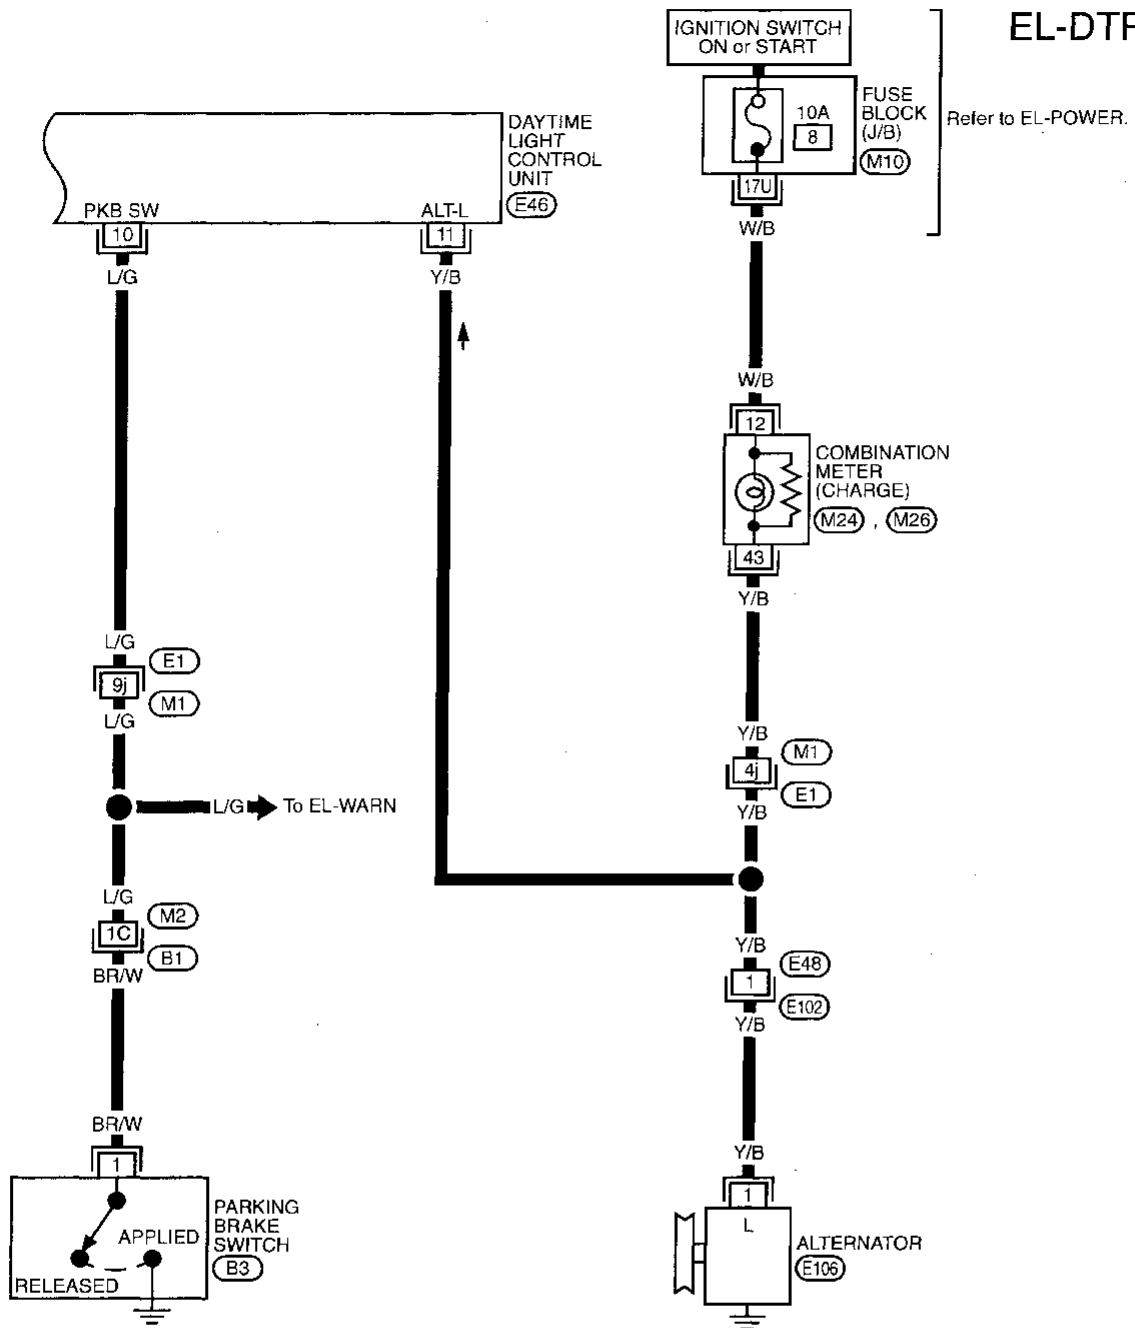 EL-DTR
IGNITION SWITCH
ON or START
10A
8
FUSE
BLOCK
(J/B)
M10
Refer to EL-POWER.
17U
W/B
DAYTIME
LIGHT
CONTROL
UNIT
E46
PKB SW
ALT-L
10
11
L/G
Y/B
W/B
12
COMBINATION
METER
(CHARGE)
M24 , M26
43
Y/B
L/G
E1
9j
M1
L/G
Y/B
M1
4j
E1
Y/B
L/G To EL-WARN
L/G
M2
1C
B1
BR/W
Y/B
E48
1
E102
Y/B
BR/W
1
PARKING
BRAKE
SWITCH
B3
APPLIED
RELEASED
Y/B
1
L
ALTERNATOR
E106